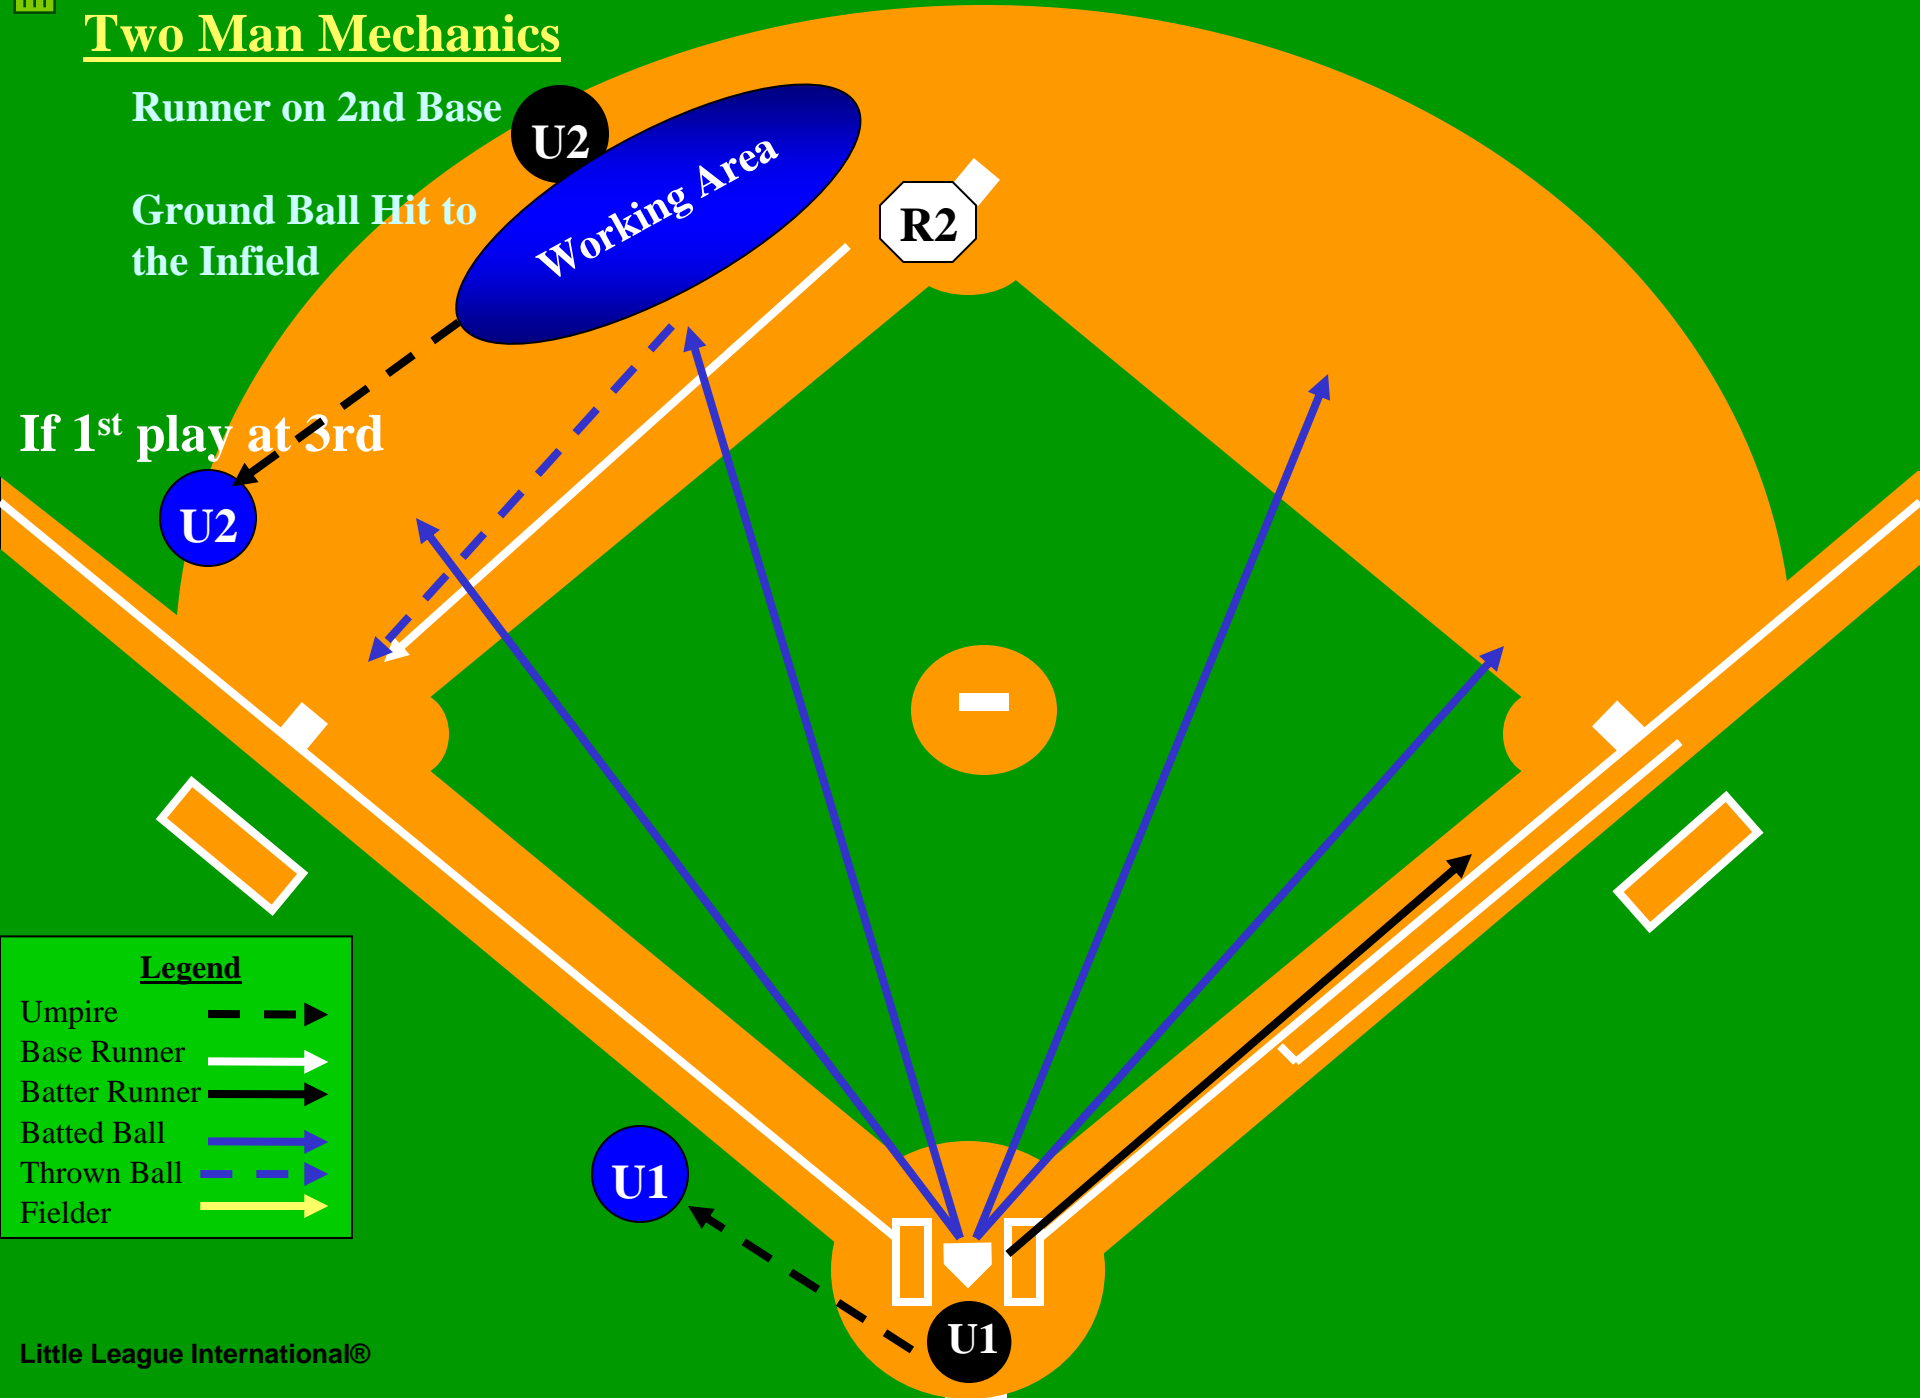 Two Man Mechanics
Runner on 2nd Base
U2
Working Area
R2
Ground Ball Hit to
the Infield
If 1st play at 3rd
U2
Legend
Umpire
Base Runner
Batter Runner
Batted Ball
Thrown Ball
Fielder
U1
U1
Little League International®